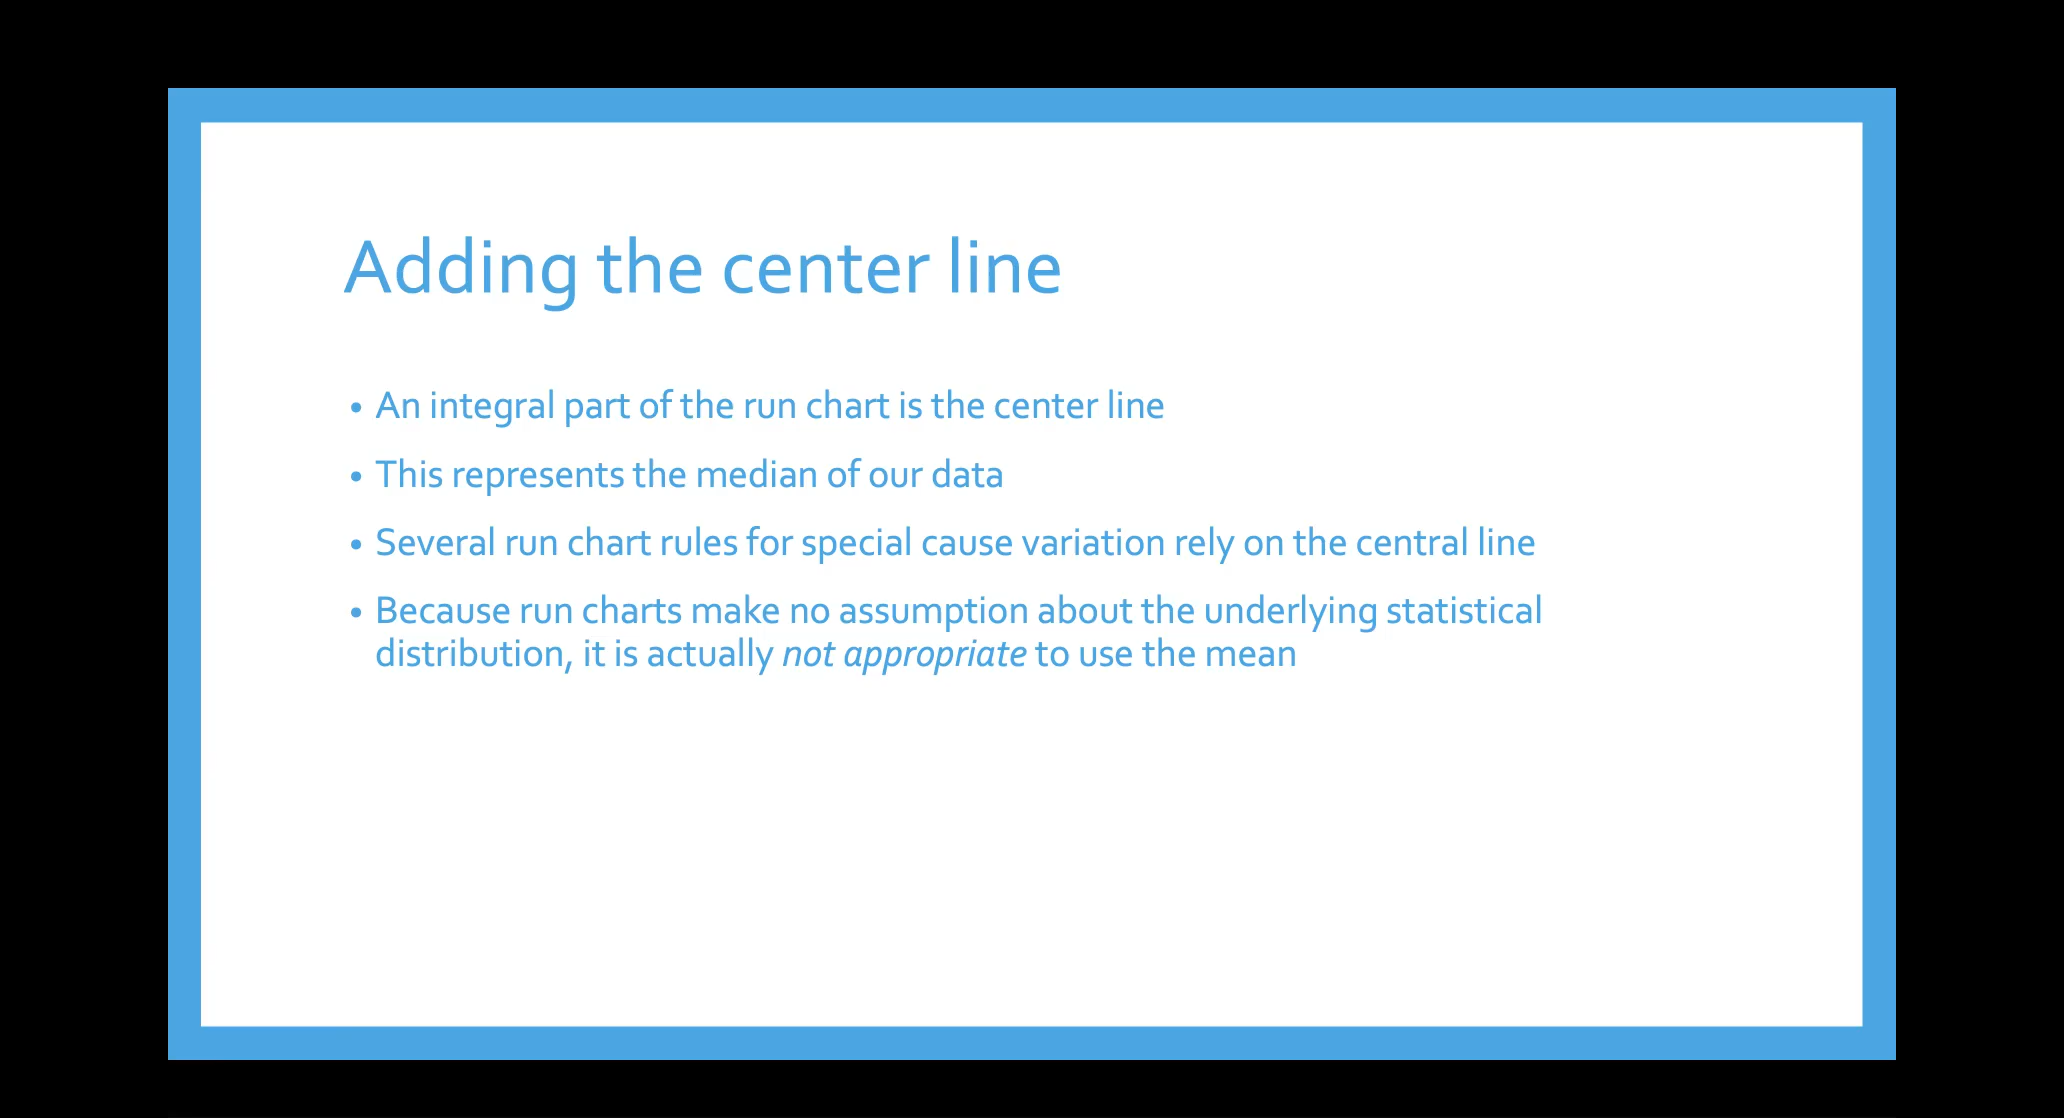 Adding the center line
• An integral part of the run chart is the center line
• This represents the median of our data
• Several run chart rules for special cause variation rely on the central line
• Because run charts make no assumption about the underlying statistical
distribution, it is actually not appropriate to use the mean